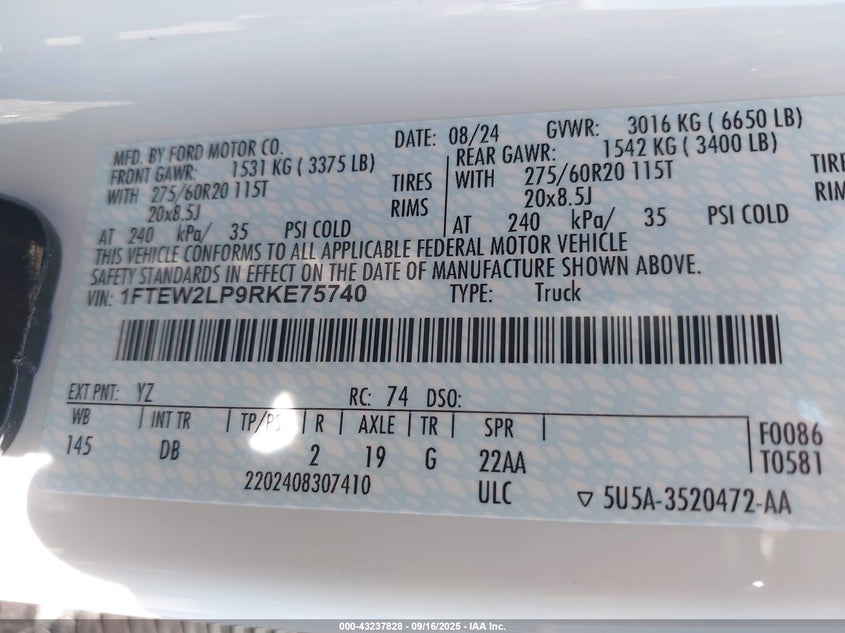 MFD. BY FORD MOTOR CO. DATE: 08/24 GVWR: 3016 KG ( 6650 LB)
FRONT GAWR: 1531 KG ( 3375 LB) REAR GAWR: 1542 KG ( 3400 LB)
WITH 275/60R20 115T TIRES WITH 275/60R20 115T TIRE
20x8.5J RIMS 20x8.5J RIM
AT 240 kPa/ 35 PSI COLD AT 240 kPa/ 35 PSI COLD
THIS VEHICLE CONFORMS TO ALL APPLICABLE FEDERAL MOTOR VEHICLE
SAFETY STANDARDS IN EFFECT ON THE DATE OF MANUFACTURE SHOWN ABOVE.
VIN: 1FTEW2LP9RKE75740 TYPE: Truck
EXT PNT: YZ RC: 74 DSO:
WB INT TR TP/PS R AXLE TR SPR F0086
145 DB 2 19 G 22AA T0581
2202408307410 ULC ▽ 5U5A-3520472-AA
000-43237828 - 09/16/2025 - IAA Inc.